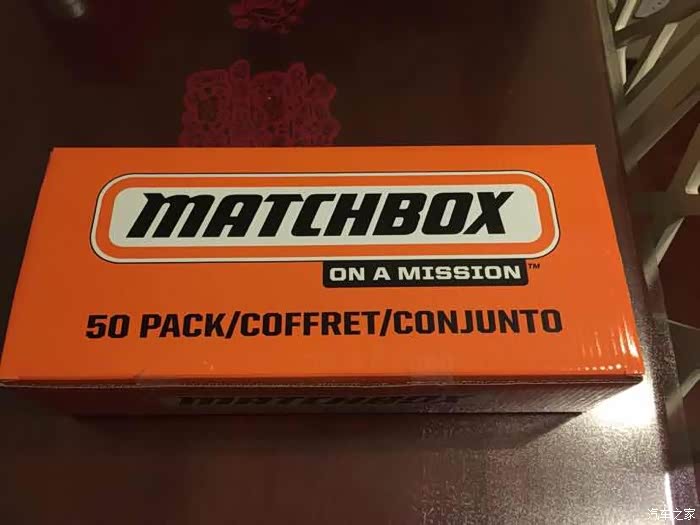 MATCHBOX
ON A MISSION™
50 PACK/COFFRET/CONJUNTO
MATCHBOX
汽车之家